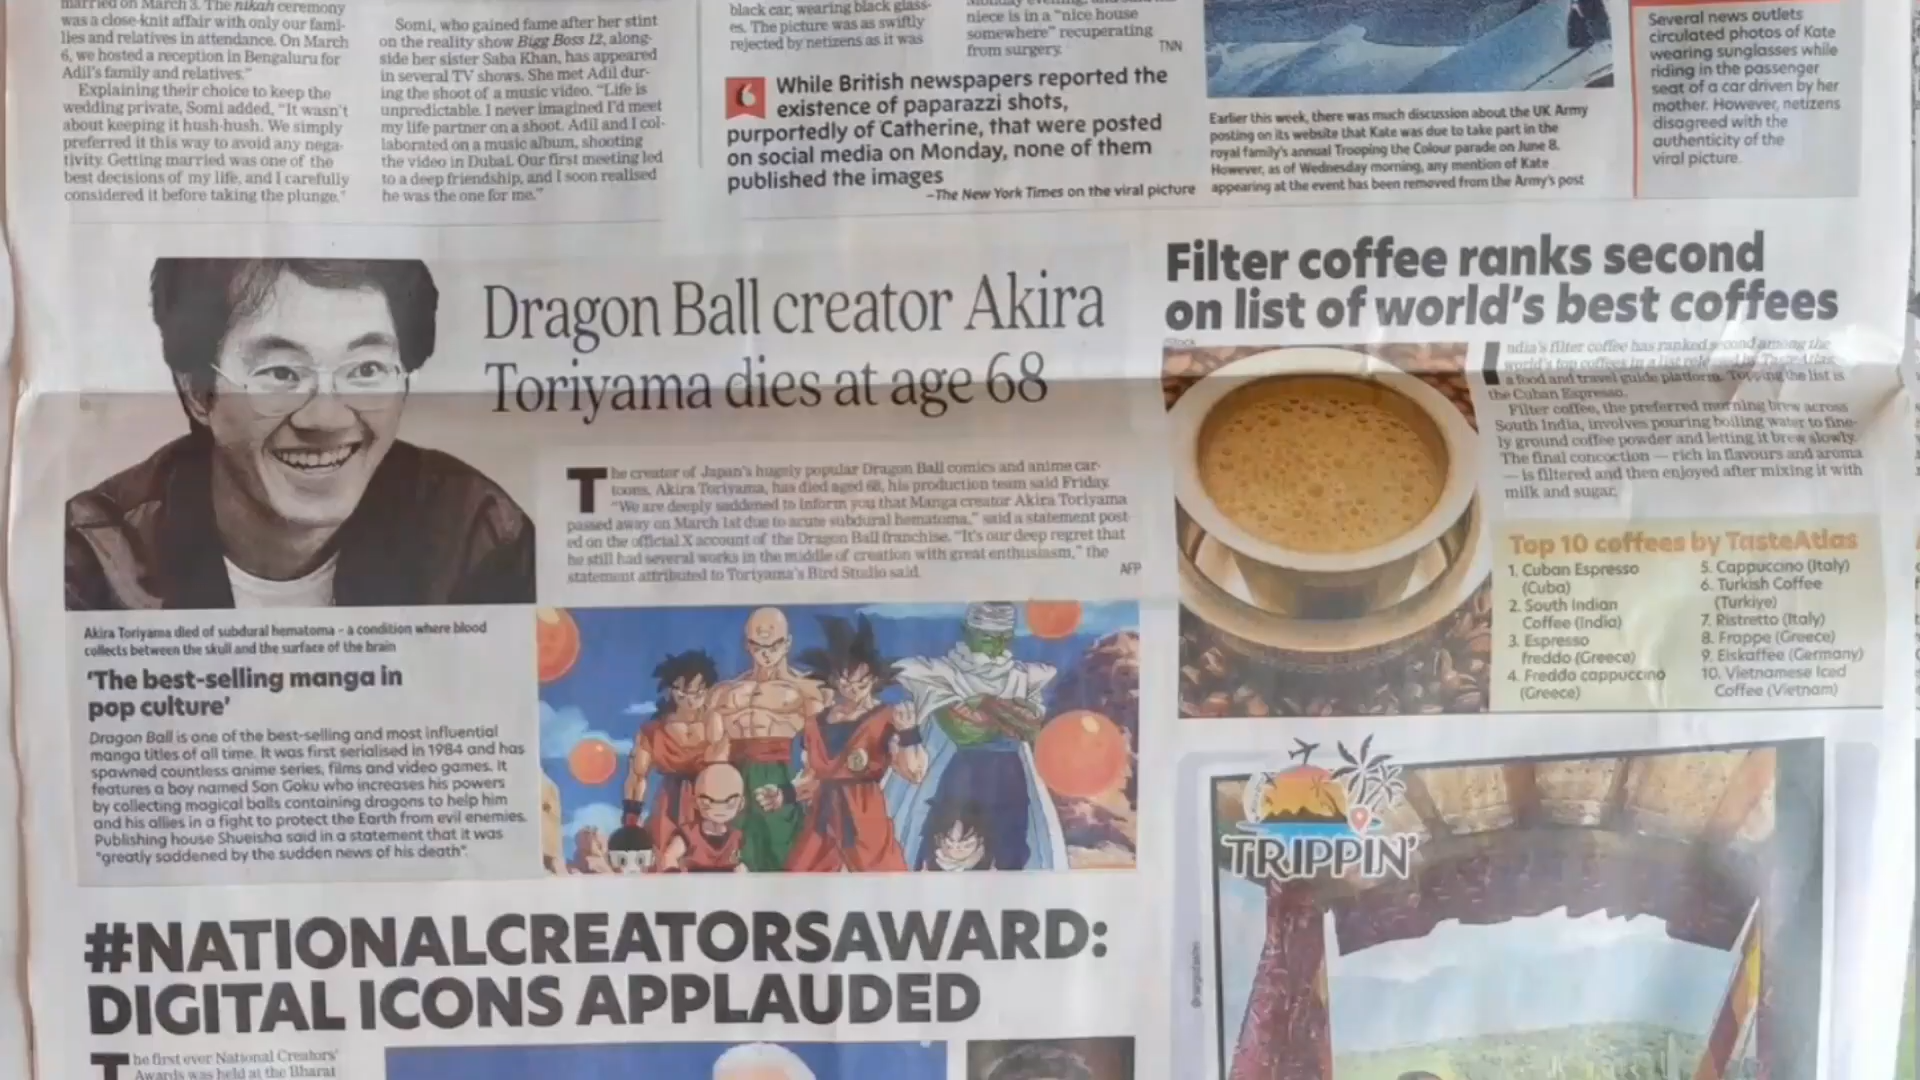 married on March 3. The nikah ceremony
was a close-knit affair with only our fami-
lies and relatives in attendance. On March
6, we hosted a reception in Bengaluru for
Adil's family and relatives."
Explaining their choice to keep the
wedding private, Somi added, "It wasn't
about keeping it hush-hush. We simply
preferred it this way to avoid any nega-
tivity. Getting married was one of the
best decisions of my life, and I carefully
considered it before taking the plunge."
Somi, who gained fame after her stint
on the reality show Bigg Boss 12, along-
side her sister Saba Khan, has appeared
in several TV shows. She met Adil dur-
ing the shoot of a music video. "Life is
unpredictable. I never imagined I'd meet
my life partner on a shoot. Adil and I col-
laborated on a music album, shooting
the video in Dubai. Our first meeting led
to a deep friendship, and I soon realised
he was the one for me."
black car, wearing black glass-
es. The picture was as swiftly
rejected by netizens as it was
niece is in a "nice house
somewhere" recuperating
from surgery.
TNN
While British newspapers reported the
existence of paparazzi shots,
purportedly of Catherine, that were posted
on social media on Monday, none of them
published the images
–The New York Times on the viral picture
Earlier this week, there was much discussion about the UK Army
posting on its website that Kate was due to take part in the
royal family's annual Trooping the Colour parade on June 8.
However, as of Wednesday morning, any mention of Kate
appearing at the event has been removed from the Army's post
Several news outlets
circulated photos of Kate
wearing sunglasses while
riding in the passenger
seat of a car driven by her
mother. However, netizens
disagreed with the
authenticity of the
viral picture.
Dragon Ball creator Akira
Toriyama dies at age 68
The creator of Japan's hugely popular Dragon Ball comics and anime car-
toons, Akira Toriyama, has died aged 68, his production team said Friday.
"We are deeply saddened to inform you that Manga creator Akira Toriyama
passed away on March 1st due to acute subdural hematoma," said a statement post-
ed on the official X account of the Dragon Ball franchise. "It's our deep regret that
he still had several works in the middle of creation with great enthusiasm," the
statement attributed to Toriyama's Bird Studio said.
AFP
Akira Toriyama died of subdural hematoma – a condition where blood
collects between the skull and the surface of the brain
'The best-selling manga in
pop culture'
Dragon Ball is one of the best-selling and most influential
manga titles of all time. It was first serialised in 1984 and has
spawned countless anime series, films and video games. It
features a boy named Son Goku who increases his powers
by collecting magical balls containing dragons to help him
and his allies in a fight to protect the Earth from evil enemies.
Publishing house Shueisha said in a statement that it was
"greatly saddened by the sudden news of his death".
Filter coffee ranks second
on list of world's best coffees
iStock
India's filter coffee has ranked second among the
world's top coffees in a list released by TasteAtlas,
a food and travel guide platform. Topping the list is
the Cuban Espresso.
Filter coffee, the preferred morning brew across
South India, involves pouring boiling water to fine-
ly ground coffee powder and letting it brew slowly.
The final concoction — rich in flavours and aroma
— is filtered and then enjoyed after mixing it with
milk and sugar.
Top 10 coffees by TasteAtlas
1. Cuban Espresso
(Cuba)
2. South Indian
Coffee (India)
3. Espresso
freddo (Greece)
4. Freddo cappuccino
(Greece)
5. Cappuccino (Italy)
6. Turkish Coffee
(Turkiye)
7. Ristretto (Italy)
8. Frappe (Greece)
9. Eiskaffee (Germany)
10. Vietnamese Iced
Coffee (Vietnam)
TRIPPIN'
#NATIONALCREATORSAWARD:
DIGITAL ICONS APPLAUDED
The first ever National Creators'
Awards was held at the Bharat